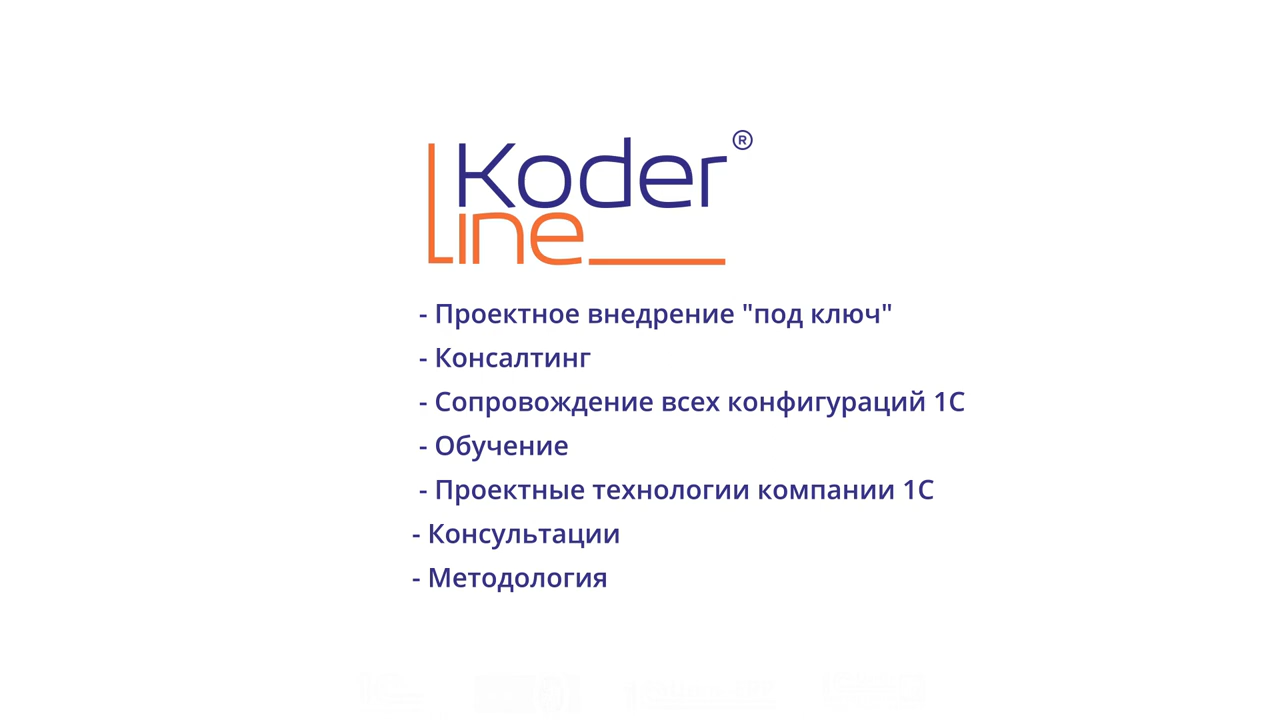 Koder ®
Line
- Проектное внедрение "под ключ"
- Консалтинг
- Сопровождение всех конфигураций 1С
- Обучение
- Проектные технологии компании 1С
- Консультации
- Методология